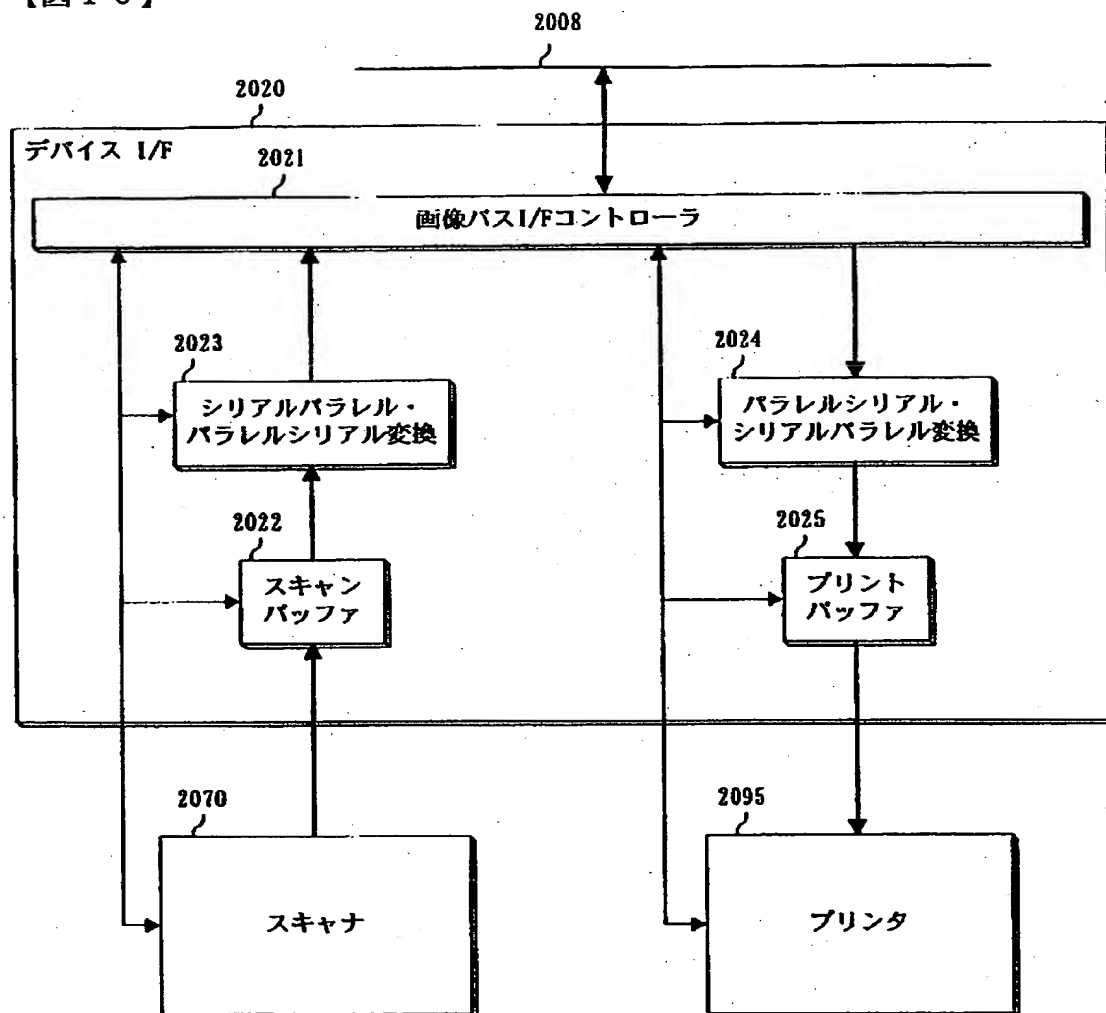 2008
2020
デバイス I/F
2021
画像バスI/Fコントローラ
2023
シリアルパラレル・
パラレルシリアル変換
2024
パラレルシリアル・
シリアルパラレル変換
2022
スキャン
バッファ
2025
プリント
バッファ
2070
スキャナ
2095
プリンタ